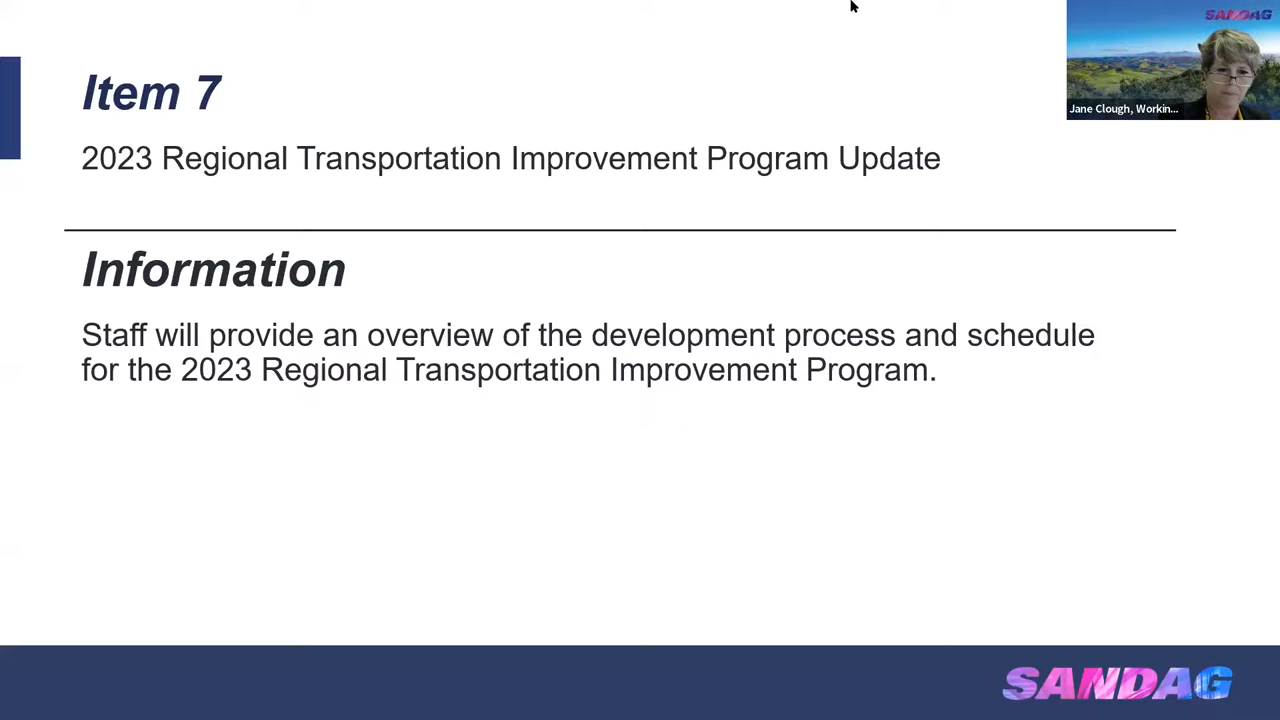 Item 7
2023 Regional Transportation Improvement Program Update
Information
Staff will provide an overview of the development process and schedule
for the 2023 Regional Transportation Improvement Program.
SANDAG
Jane Clough, Workin...
SANDAG